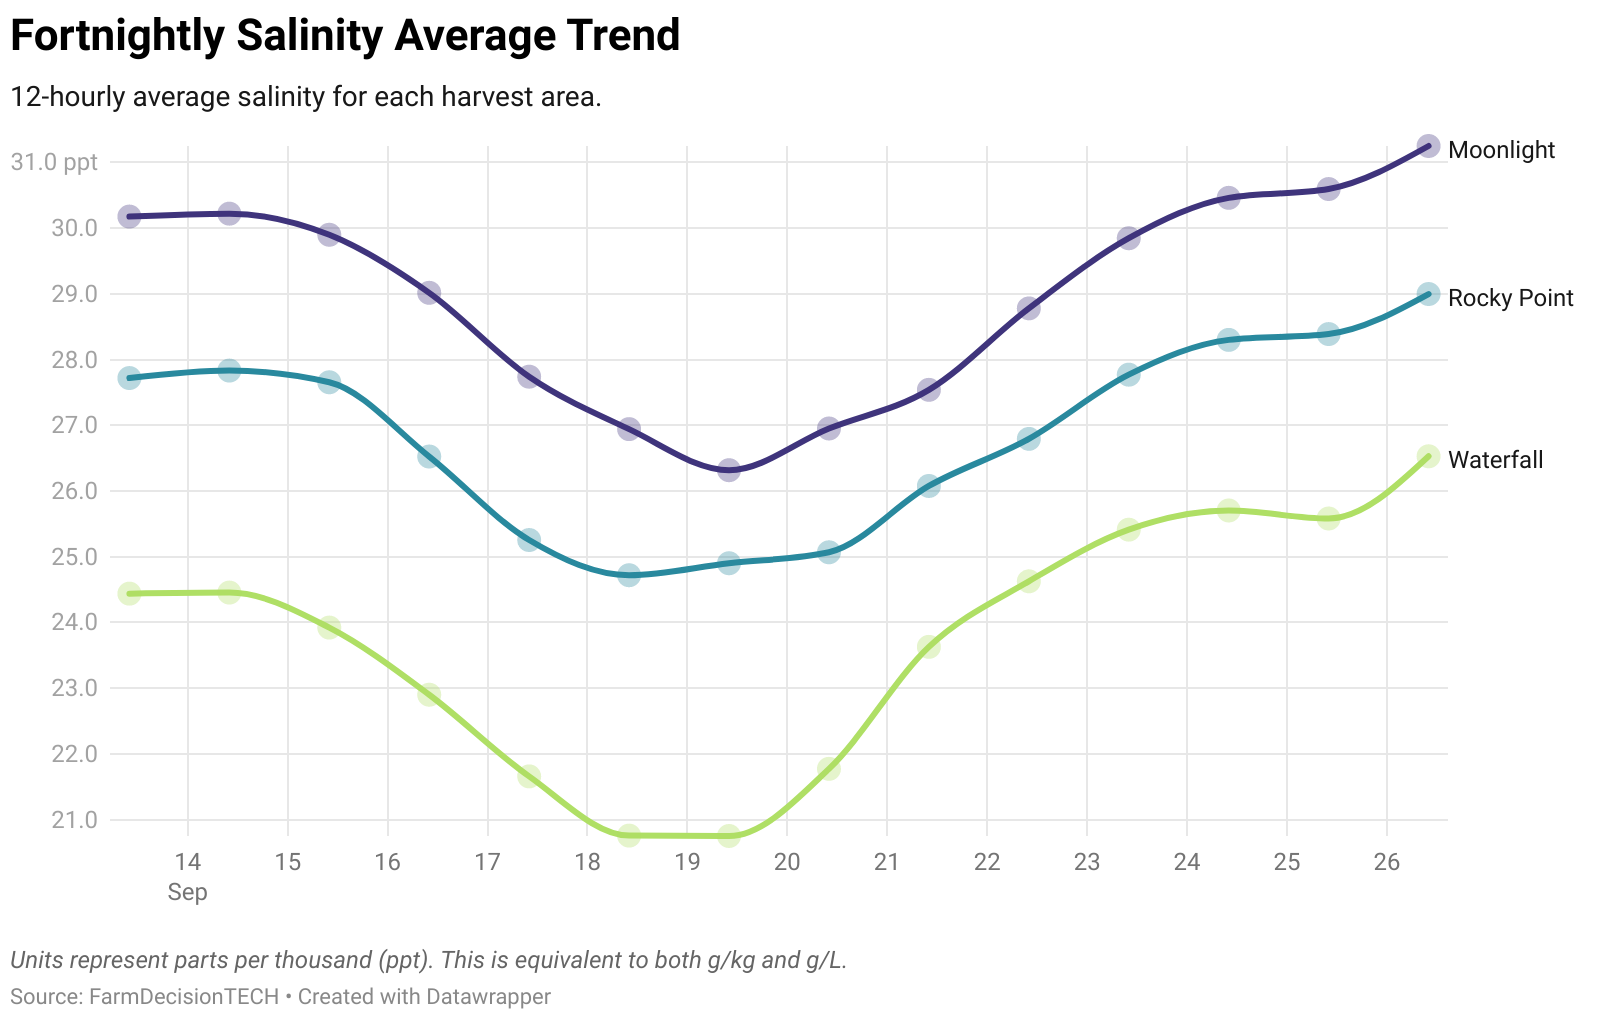 Fortnightly Salinity Average Trend
12-hourly average salinity for each harvest area.
31.0 ppt
30.0
29.0
28.0
27.0
26.0
25.0
24.0
23.0
22.0
21.0
Moonlight
Rocky Point
Waterfall
14 15 16 17 18 19 20 21 22 23 24 25 26
Sep
Units represent parts per thousand (ppt). This is equivalent to both g/kg and g/L.
Source: FarmDecisionTECH • Created with Datawrapper